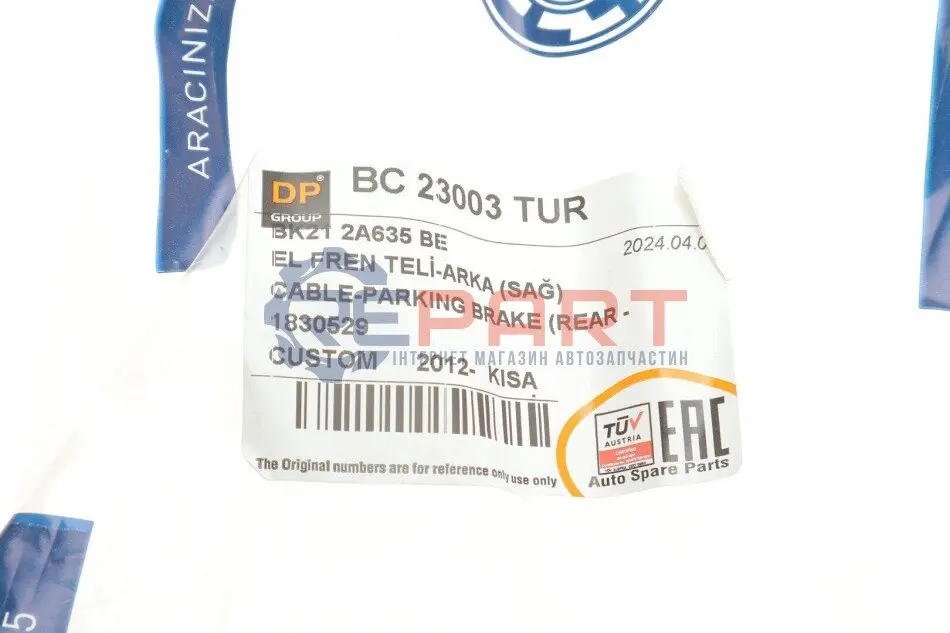 ARACINIZ
DP
GROUP
BC 23003 TUR
BK21 2A635 BE
2024.04.0
EL FREN TELİ-ARKA (SAĞ)
CABLE-PARKING BRAKE (REAR -
1830529
CUSTOM 2012- KISA
EPART
ІНТЕРНЕТ МАГАЗИН АВТОЗАПЧАСТИН
The Original numbers are for reference only use only
TÜV
AUSTRIA
EAC
Auto Spare Parts
5